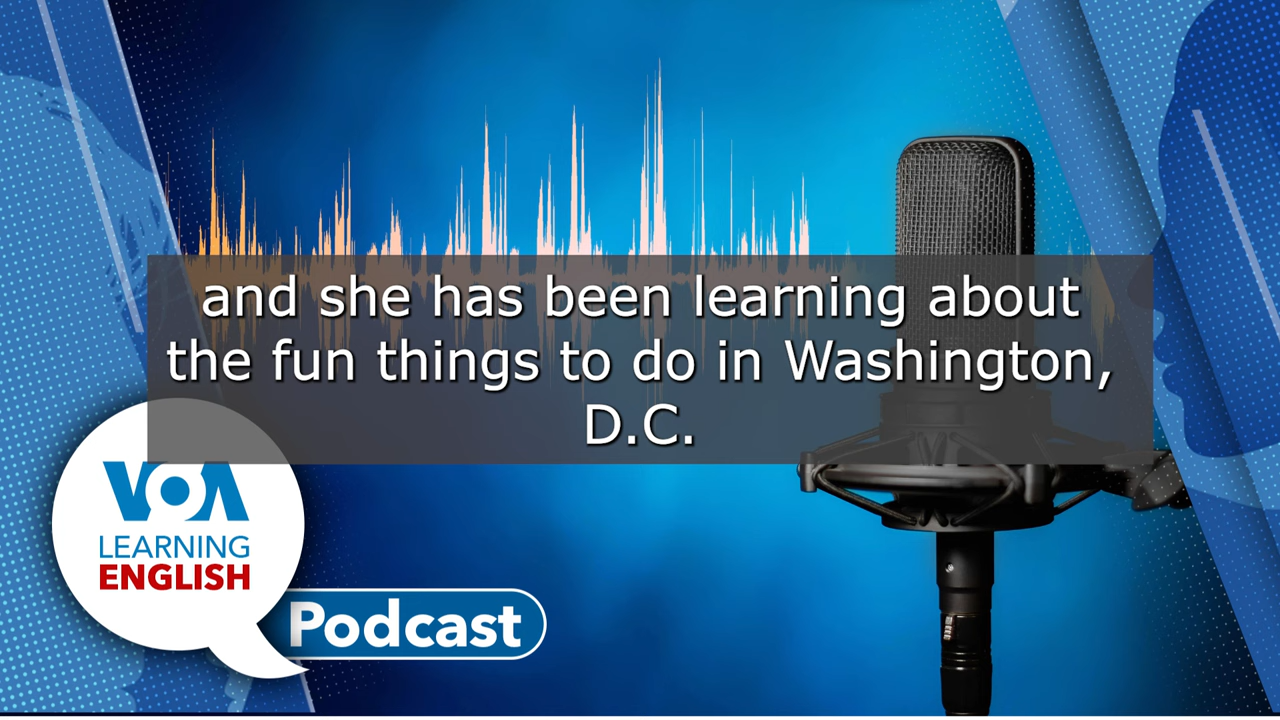 and she has been learning about
the fun things to do in Washington,
D.C.
VOA
LEARNING
ENGLISH
Podcast